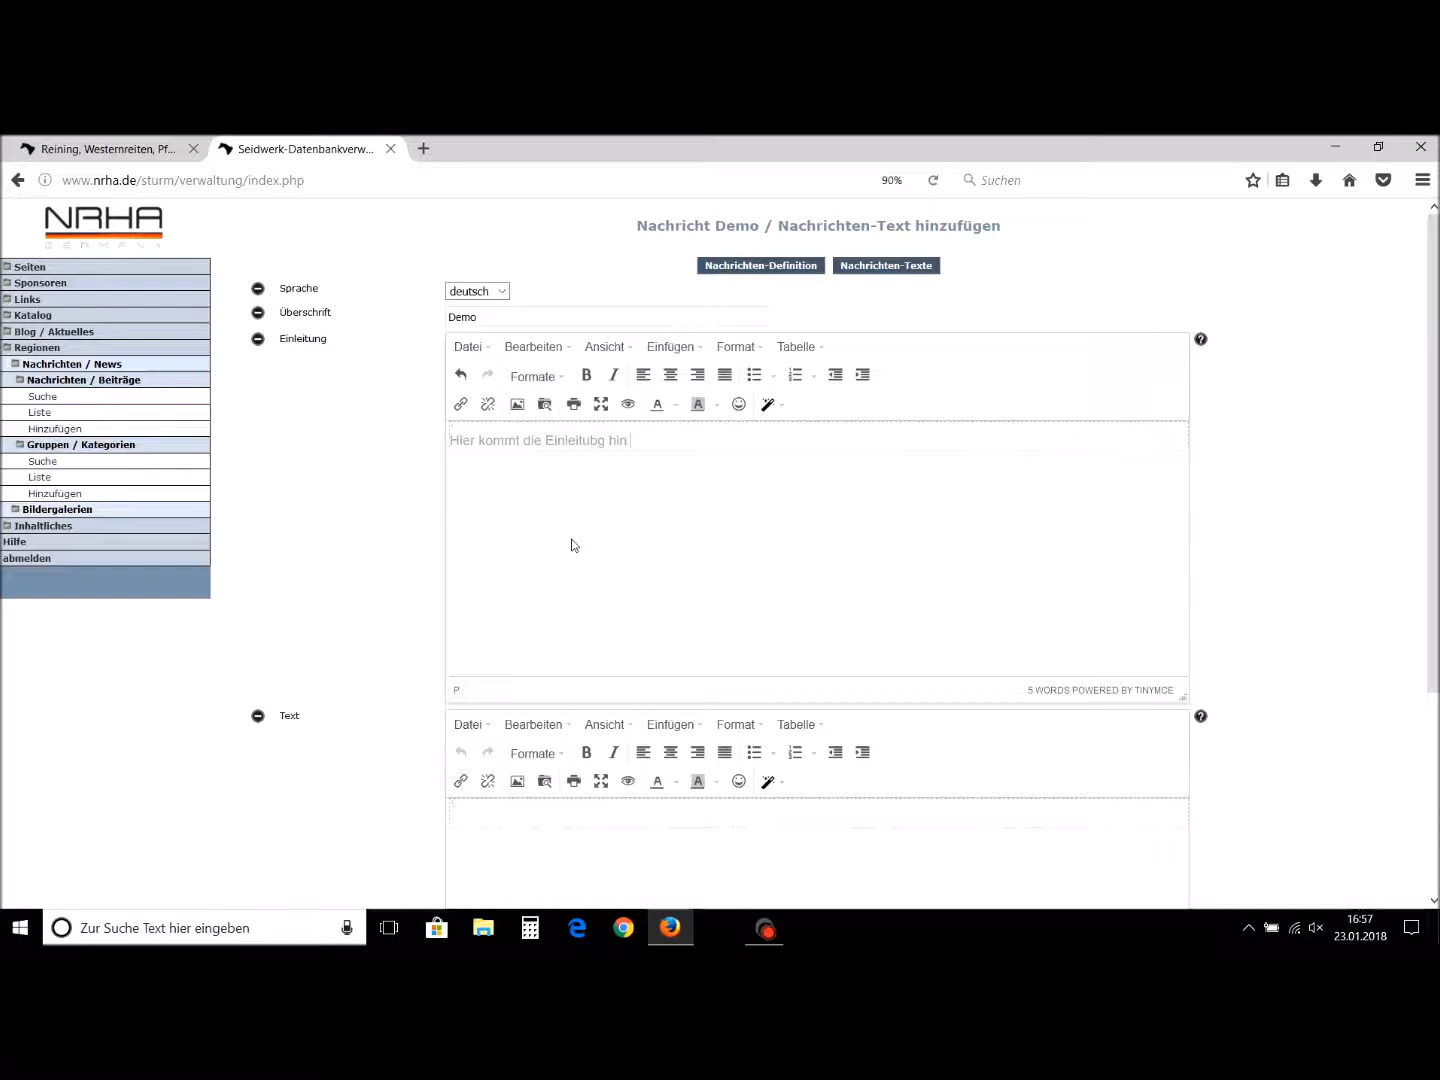 Reining, Westernreiten, Pf...
Seidwerk-Datenbankverw...
www.nrha.de/sturm/verwaltung/index.php
90%
Suchen
NRHA
GERMANY
Nachricht Demo / Nachrichten-Text hinzufügen
Nachrichten-Definition
Nachrichten-Texte
Seiten
Sponsoren
Links
Katalog
Blog / Aktuelles
Regionen
Nachrichten / News
Nachrichten / Beiträge
Suche
Liste
Hinzufügen
Gruppen / Kategorien
Suche
Liste
Hinzufügen
Bildergalerien
Inhaltliches
Hilfe
abmelden
Sprache
deutsch
Überschrift
Demo
Einleitung
Datei Bearbeiten Ansicht Einfügen Format Tabelle
Formate B I
A A
Hier kommt die Einleitubg hin
P
5 WORDS POWERED BY TINYMCE
Text
Datei Bearbeiten Ansicht Einfügen Format Tabelle
Formate B I
A A
Zur Suche Text hier eingeben
16:57
23.01.2018